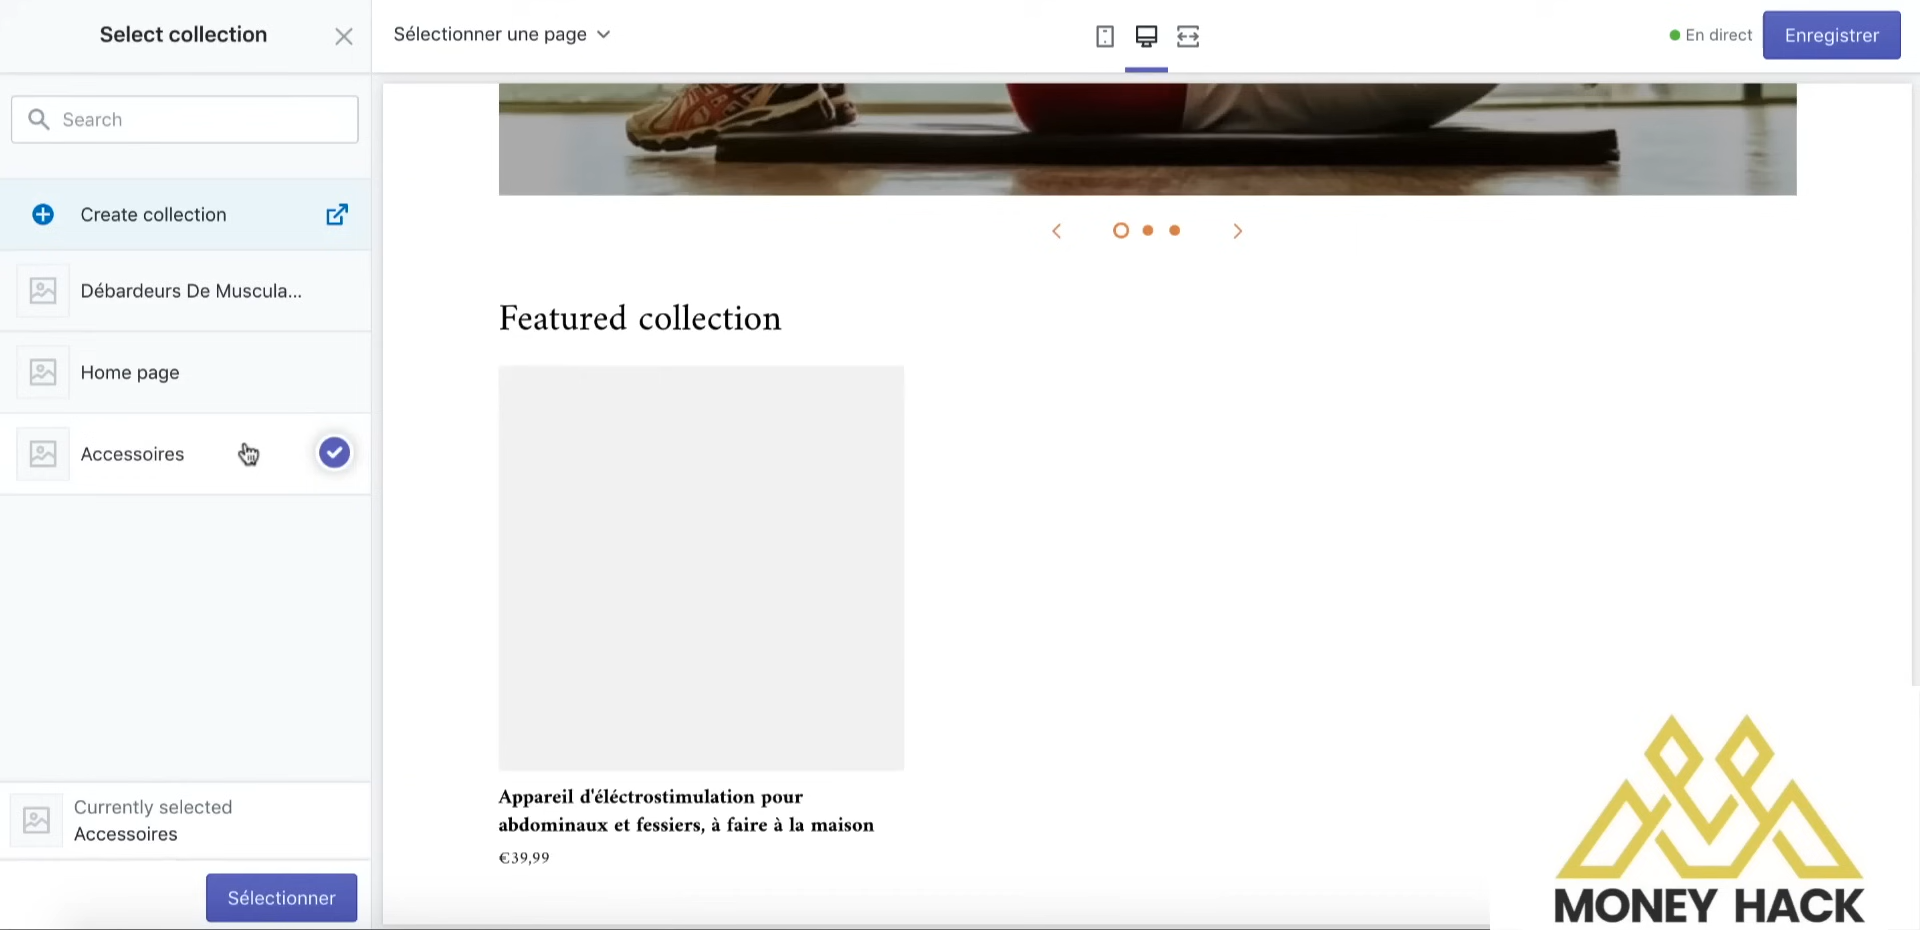 Select collection
Sélectionner une page
En direct
Enregistrer
Search
Create collection
Débardeurs De Muscula...
Home page
Accessoires
Currently selected
Accessoires
Sélectionner
Featured collection
Appareil d'éléctrostimulation pour
abdominaux et fessiers, à faire à la maison
€39,99
MONEY HACK